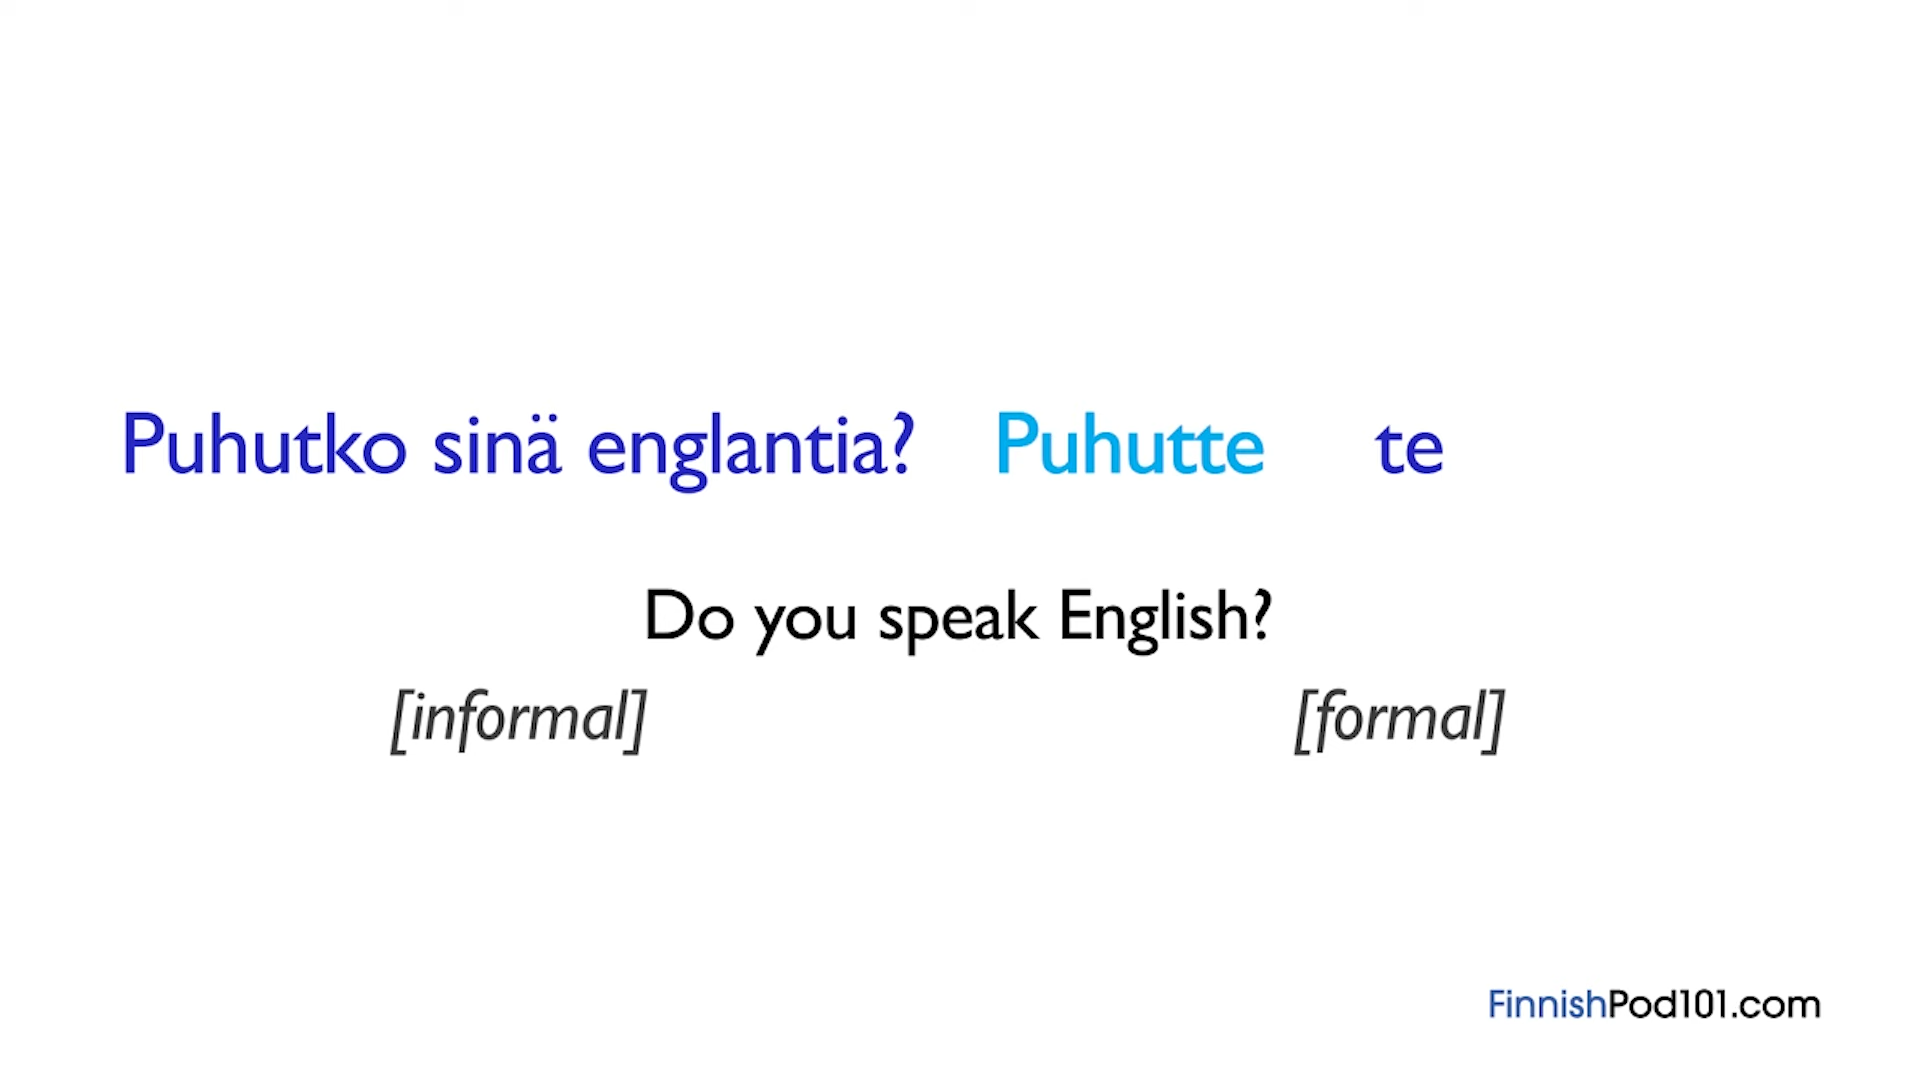 Puhutko sinä englantia? Puhutte te
Do you speak English?
[informal] [formal]
FinnishPod101.com